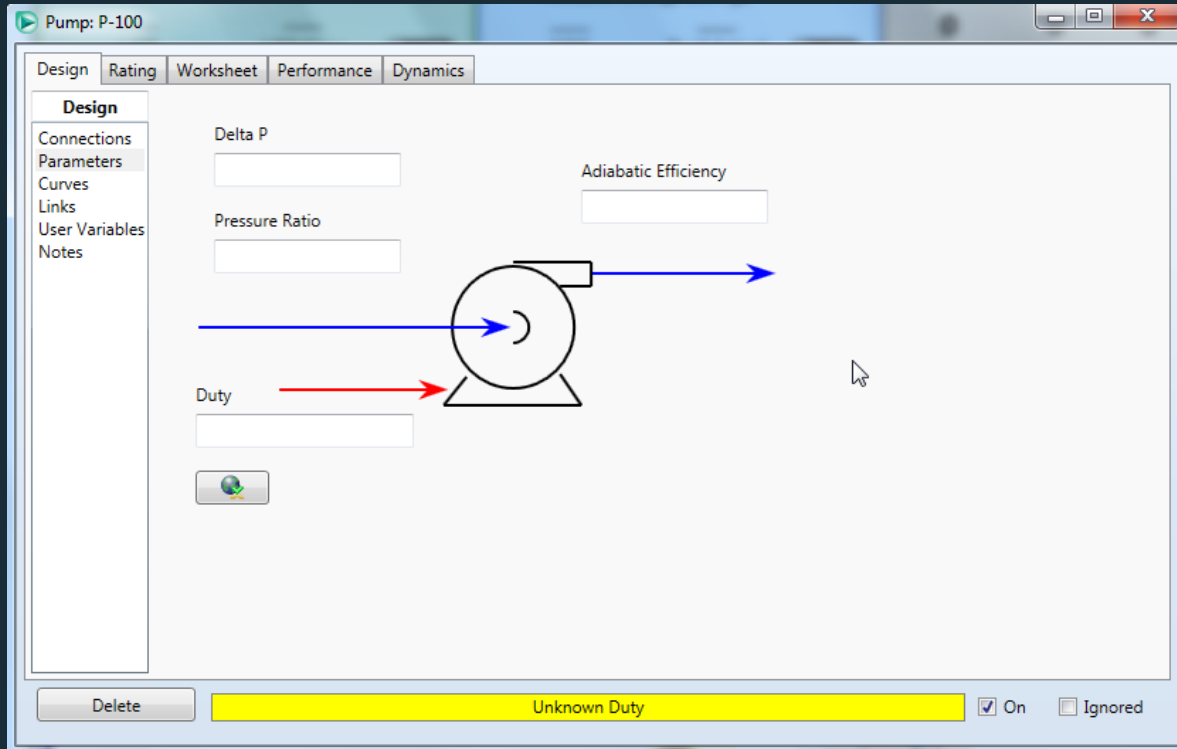 Pump: P-100
Design Rating Worksheet Performance Dynamics
Design
Connections
Parameters
Curves
Links
User Variables
Notes
Delta P
Adiabatic Efficiency
Pressure Ratio
Duty
Delete
Unknown Duty
On
Ignored